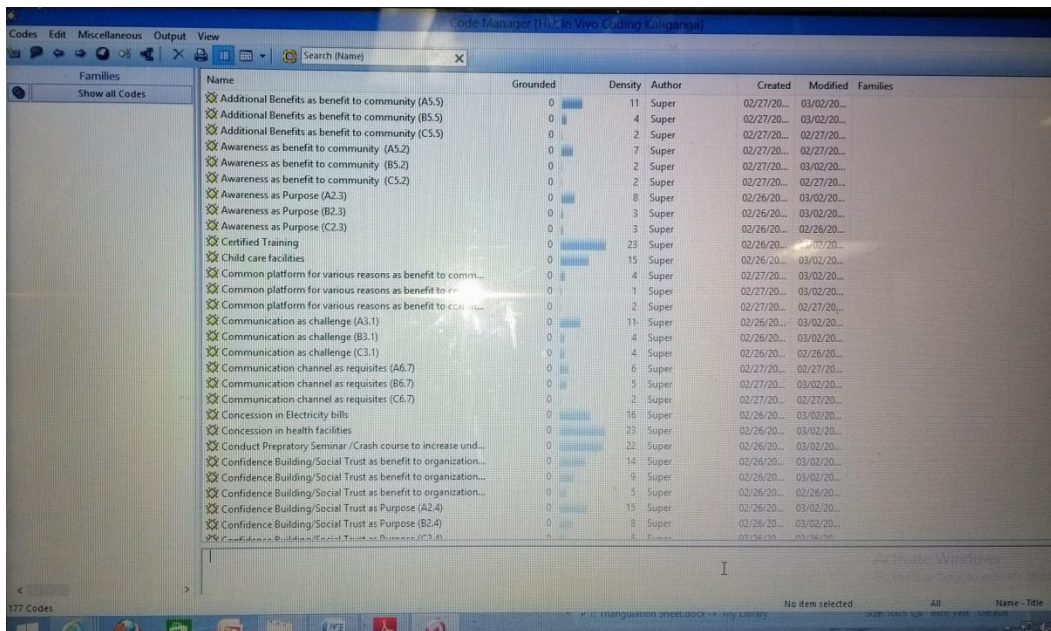 Code Manager [HU: In Vivo Coding Kaliganga]
Codes Edit Miscellaneous Output View
Search (Name)
Families
Show all Codes
Name Grounded Density Author Created Modified Families
Additional Benefits as benefit to community (A5.5) 0 11 Super 02/27/20... 03/02/20...
Additional Benefits as benefit to community (B5.5) 0 4 Super 02/27/20... 03/02/20...
Additional Benefits as benefit to community (C5.5) 0 2 Super 02/27/20... 02/27/20...
Awareness as benefit to community (A5.2) 0 7 Super 02/27/20... 03/02/20...
Awareness as benefit to community (B5.2) 0 2 Super 02/27/20... 03/02/20...
Awareness as benefit to community (C5.2) 0 2 Super 02/27/20... 02/27/20...
Awareness as Purpose (A2.3) 0 8 Super 02/26/20... 03/02/20...
Awareness as Purpose (B2.3) 0 3 Super 02/26/20... 03/02/20...
Awareness as Purpose (C2.3) 0 3 Super 02/26/20... 02/26/20...
Certified Training 0 23 Super 02/26/20... 03/02/20...
Child care facilities 0 15 Super 02/26/20... 03/02/20...
Common platform for various reasons as benefit to comm... 0 4 Super 02/27/20... 03/02/20...
Common platform for various reasons as benefit to 0 1 Super 02/27/20... 03/02/20...
Common platform for various reasons as benefit to 0 2 Super 02/27/20... 02/27/20...
Communication as challenge (A3.1) 0 11 Super 02/26/20... 03/02/20...
Communication as challenge (B3.1) 0 4 Super 02/26/20... 03/02/20...
Communication as challenge (C3.1) 0 4 Super 02/26/20... 02/26/20...
Communication channel as requisites (A6.7) 0 6 Super 02/27/20... 02/27/20...
Communication channel as requisites (B6.7) 0 5 Super 02/27/20... 03/02/20...
Communication channel as requisites (C6.7) 0 2 Super 02/27/20... 02/27/20...
Concession in Electricity bills 0 16 Super 02/26/20... 03/02/20...
Concession in health facilities 0 23 Super 02/26/20... 03/02/20...
Conduct Prepratory Seminar /Crash course to increase und... 0 22 Super 02/26/20... 03/02/20...
Confidence Building/Social Trust as benefit to organization... 0 14 Super 02/26/20... 03/02/20...
Confidence Building/Social Trust as benefit to organization... 0 9 Super 02/26/20... 03/02/20...
Confidence Building/Social Trust as benefit to organization... 0 5 Super 02/26/20... 02/26/20...
Confidence Building/Social Trust as Purpose (A2.4) 0 15 Super 02/26/20... 03/02/20...
Confidence Building/Social Trust as Purpose (B2.4) 0 8 Super 02/26/20... 03/02/20...
Activate Windows
Go to PC settings to activate
177 Codes No item selected All Name - Title
My Library